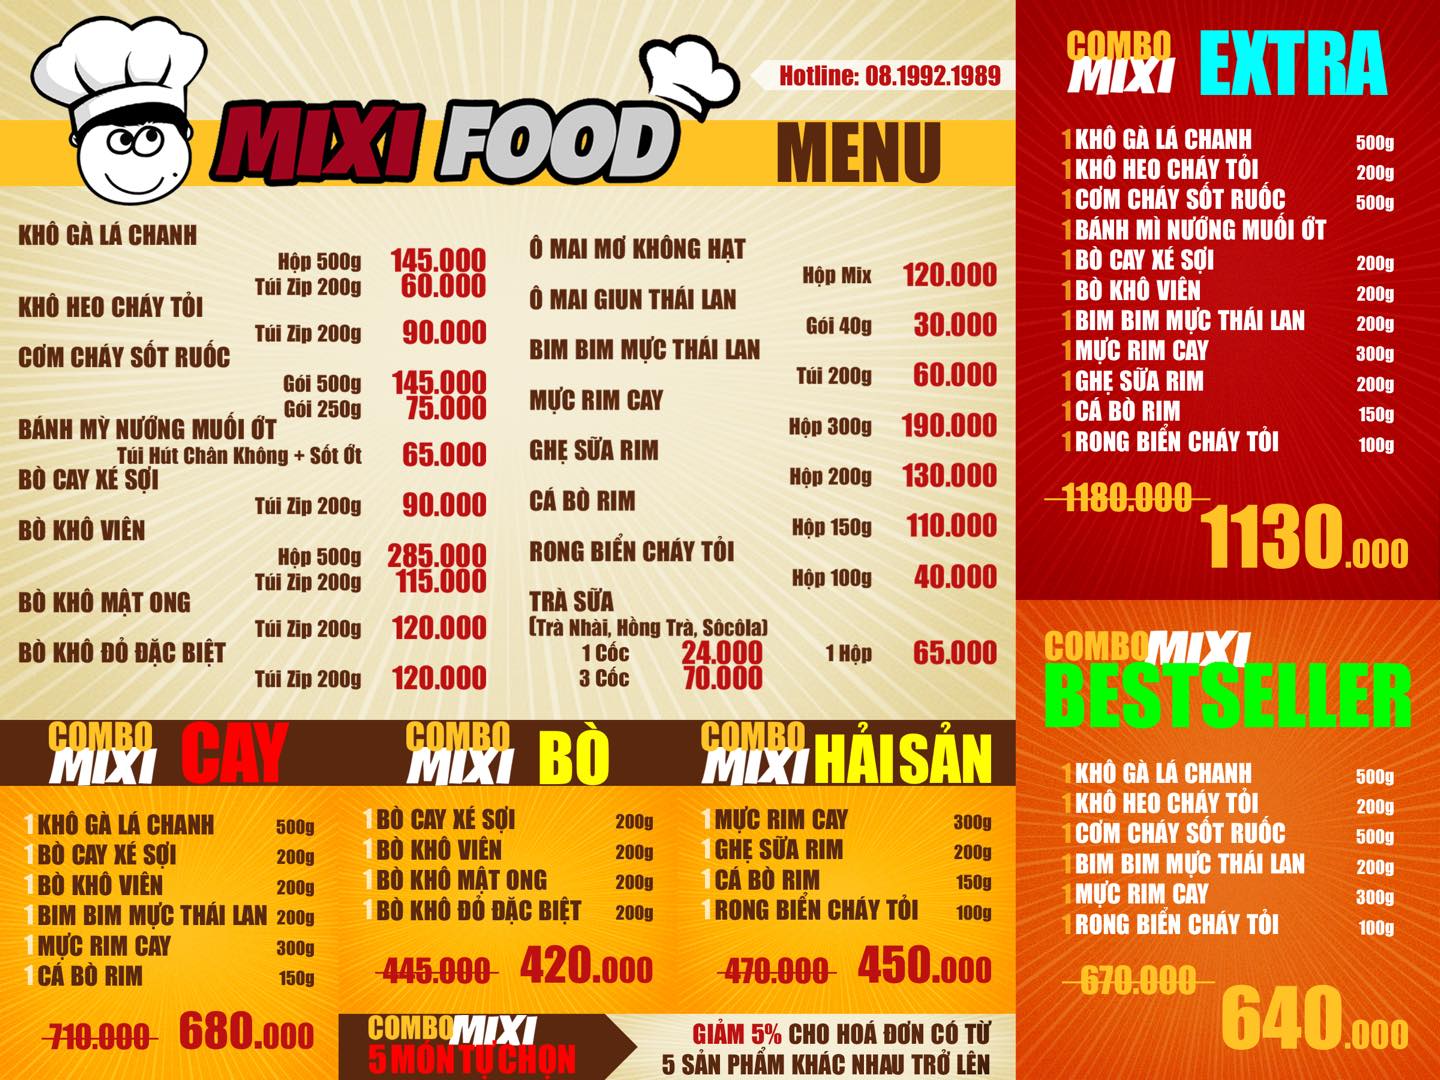 Hotline: 08.1992.1989
MIXI FOOD
MENU
KHÔ GÀ LÁ CHANH
Hộp 500g 145.000
Túi Zip 200g 60.000
KHÔ HEO CHÁY TỎI
Túi Zip 200g 90.000
CƠM CHÁY SỐT RUỐC
Gói 500g 145.000
Gói 250g 75.000
BÁNH MỲ NƯỚNG MUỐI ỚT
Túi Hút Chân Không + Sốt Ớt 65.000
BÒ CAY XÉ SỢI
Túi Zip 200g 90.000
BÒ KHÔ VIÊN
Hộp 500g 285.000
Túi Zip 200g 115.000
BÒ KHÔ MẬT ONG
Túi Zip 200g 120.000
BÒ KHÔ ĐỎ ĐẶC BIỆT
Túi Zip 200g 120.000
Ô MAI MƠ KHÔNG HẠT
Hộp Mix 120.000
Ô MAI GIUN THÁI LAN
Gói 40g 30.000
BIM BIM MỰC THÁI LAN
Túi 200g 60.000
MỰC RIM CAY
Hộp 300g 190.000
GHẸ SỮA RIM
Hộp 200g 130.000
CÁ BÒ RIM
Hộp 150g 110.000
RONG BIỂN CHÁY TỎI
Hộp 100g 40.000
TRÀ SỮA
(Trà Nhài, Hồng Trà, Sôcôla)
1 Cốc 24.000 1 Hộp 65.000
3 Cốc 70.000
COMBO MIXI CAY
1 KHÔ GÀ LÁ CHANH 500g
1 BÒ CAY XÉ SỢI 200g
1 BÒ KHÔ VIÊN 200g
1 BIM BIM MỰC THÁI LAN 200g
1 MỰC RIM CAY 300g
1 CÁ BÒ RIM 150g
710.000 680.000
COMBO MIXI BÒ
1 BÒ CAY XÉ SỢI 200g
1 BÒ KHÔ VIÊN 200g
1 BÒ KHÔ MẬT ONG 200g
1 BÒ KHÔ ĐỎ ĐẶC BIỆT 200g
445.000 420.000
COMBO MIXI HẢI SẢN
1 MỰC RIM CAY 300g
1 GHẸ SỮA RIM 200g
1 CÁ BÒ RIM 150g
1 RONG BIỂN CHÁY TỎI 100g
470.000 450.000
COMBO MIXI
5 MÓN TỰ CHỌN
GIẢM 5% CHO HOÁ ĐƠN CÓ TỪ
5 SẢN PHẨM KHÁC NHAU TRỞ LÊN
COMBO MIXI EXTRA
1 KHÔ GÀ LÁ CHANH 500g
1 KHÔ HEO CHÁY TỎI 200g
1 CƠM CHÁY SỐT RUỐC 500g
1 BÁNH MÌ NƯỚNG MUỐI ỚT
1 BÒ CAY XÉ SỢI 200g
1 BÒ KHÔ VIÊN 200g
1 BIM BIM MỰC THÁI LAN 200g
1 MỰC RIM CAY 300g
1 GHẸ SỮA RIM 200g
1 CÁ BÒ RIM 150g
1 RONG BIỂN CHÁY TỎI 100g
1180.000
1130.000
COMBO MIXI
BESTSELLER
1 KHÔ GÀ LÁ CHANH 500g
1 KHÔ HEO CHÁY TỎI 200g
1 CƠM CHÁY SỐT RUỐC 500g
1 BIM BIM MỰC THÁI LAN 200g
1 MỰC RIM CAY 300g
1 RONG BIỂN CHÁY TỎI 100g
670.000
640.000